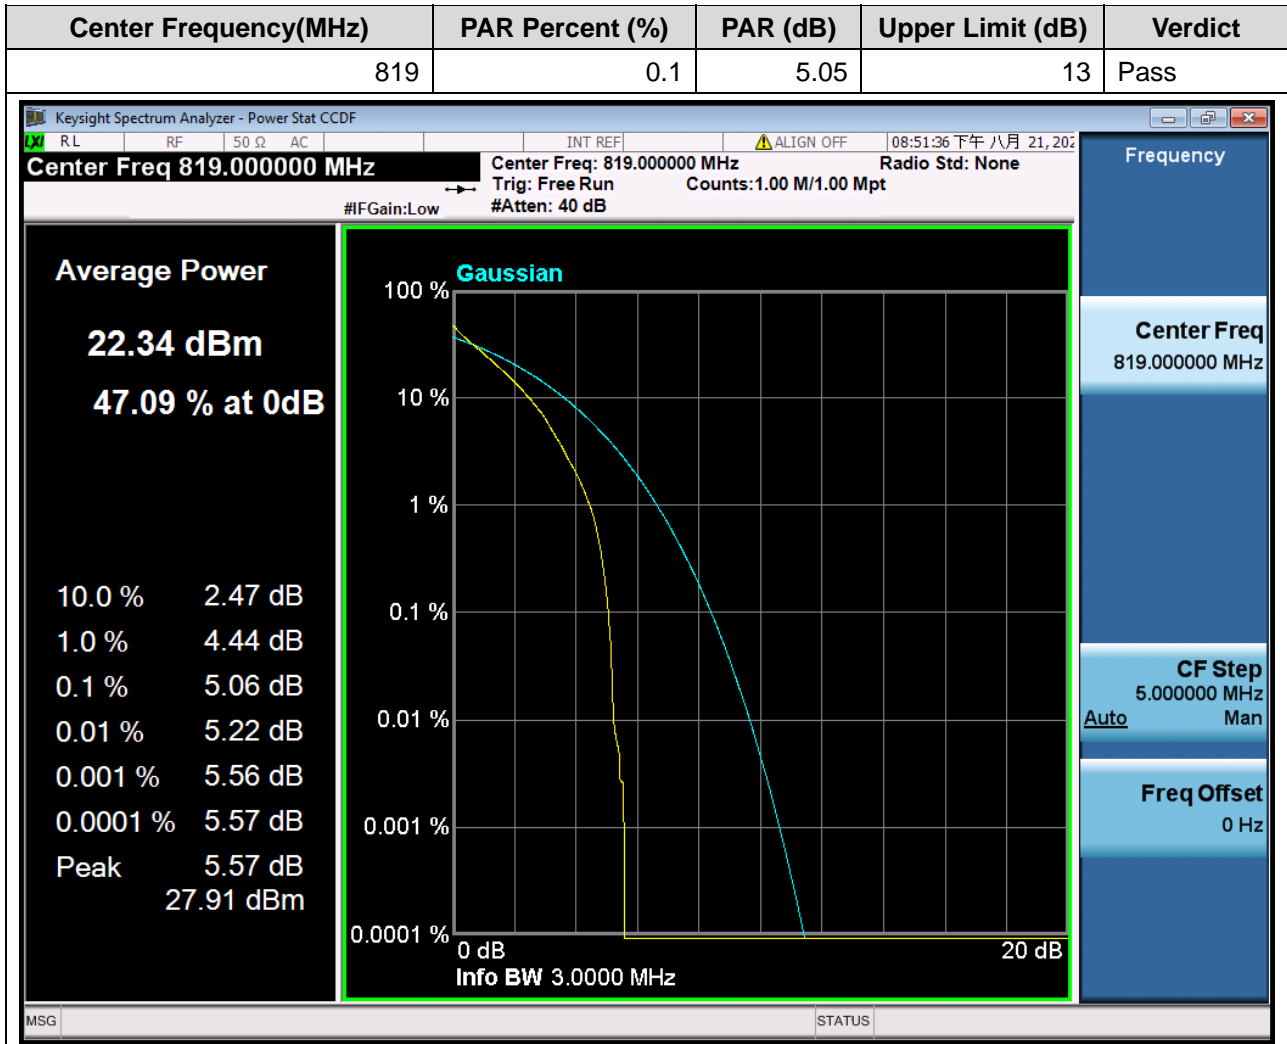 Center Frequency(MHz) PAR Percent (%) PAR (dB) Upper Limit (dB) Verdict
819 0.1 5.05 13 Pass
Keysight Spectrum Analyzer - Power Stat CCDF
LXI RL RF 50 Ω AC INT REF ALIGN OFF 08:51:36 下午 八月 21, 202
Center Freq 819.000000 MHz
Center Freq: 819.000000 MHz Radio Std: None
Trig: Free Run Counts:1.00 M/1.00 Mpt
#IFGain:Low #Atten: 40 dB
Average Power
22.34 dBm
47.09 % at 0dB
10.0 % 2.47 dB
1.0 % 4.44 dB
0.1 % 5.06 dB
0.01 % 5.22 dB
0.001 % 5.56 dB
0.0001 % 5.57 dB
Peak 5.57 dB
27.91 dBm
Gaussian
100 %
10 %
1 %
0.1 %
0.01 %
0.001 %
0.0001 %
0 dB 20 dB
Info BW 3.0000 MHz
Frequency
Center Freq
819.000000 MHz
CF Step
5.000000 MHz
Auto Man
Freq Offset
0 Hz
MSG STATUS